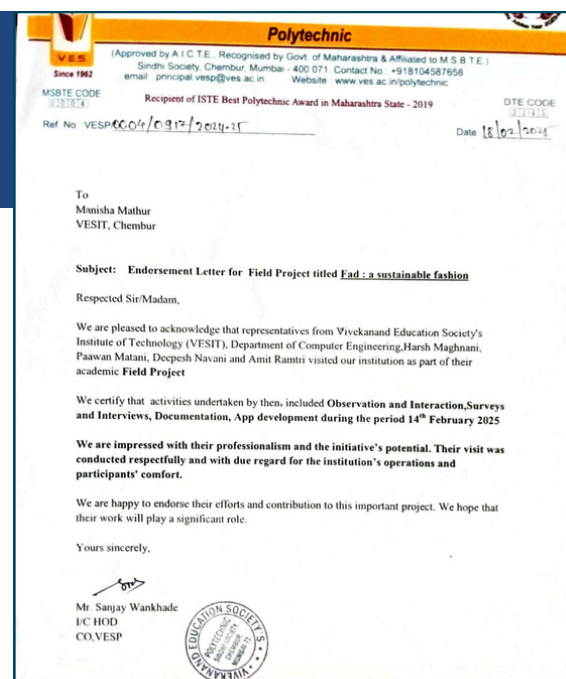 Polytechnic
V.E.S.
Since 1962
(Approved by A I C T E , Recognised by Govt. of Maharashtra & Affiliated to M S B T E )
Sindhi Society, Chembur, Mumbai - 400 071. Contact No. +918104587658
email principal vesp@ves ac in Website www ves ac in/polytechnic
MSBTE CODE
Recipient of ISTE Best Polytechnic Award in Maharashtra State - 2019
DTE CODE
Ref No VESP/CG04/0917/2024-25
Date 18/02/2025
To
Manisha Mathur
VESIT, Chembur
Subject: Endorsement Letter for Field Project titled Fad : a sustainable fashion
Respected Sir/Madam,
We are pleased to acknowledge that representatives from Vivekanand Education Society's
Institute of Technology (VESIT), Department of Computer Engineering,Harsh Maghnani,
Paawan Matani, Deepesh Navani and Amit Ramtri visited our institution as part of their
academic Field Project
We certify that activities undertaken by then, included Observation and Interaction,Surveys
and Interviews, Documentation, App development during the period 14th February 2025
We are impressed with their professionalism and the initiative's potential. Their visit was
conducted respectfully and with due regard for the institution's operations and
participants' comfort.
We are happy to endorse their efforts and contribution to this important project. We hope that
their work will play a significant role.
Yours sincerely,
Mr. Sanjay Wankhade
I/C HOD
CO,VESP
VIVEKANAND EDUCATION SOCIETY'S
POLYTECHNIC
SINDHI SOCIETY
CHEMBUR
MUMBAI-71